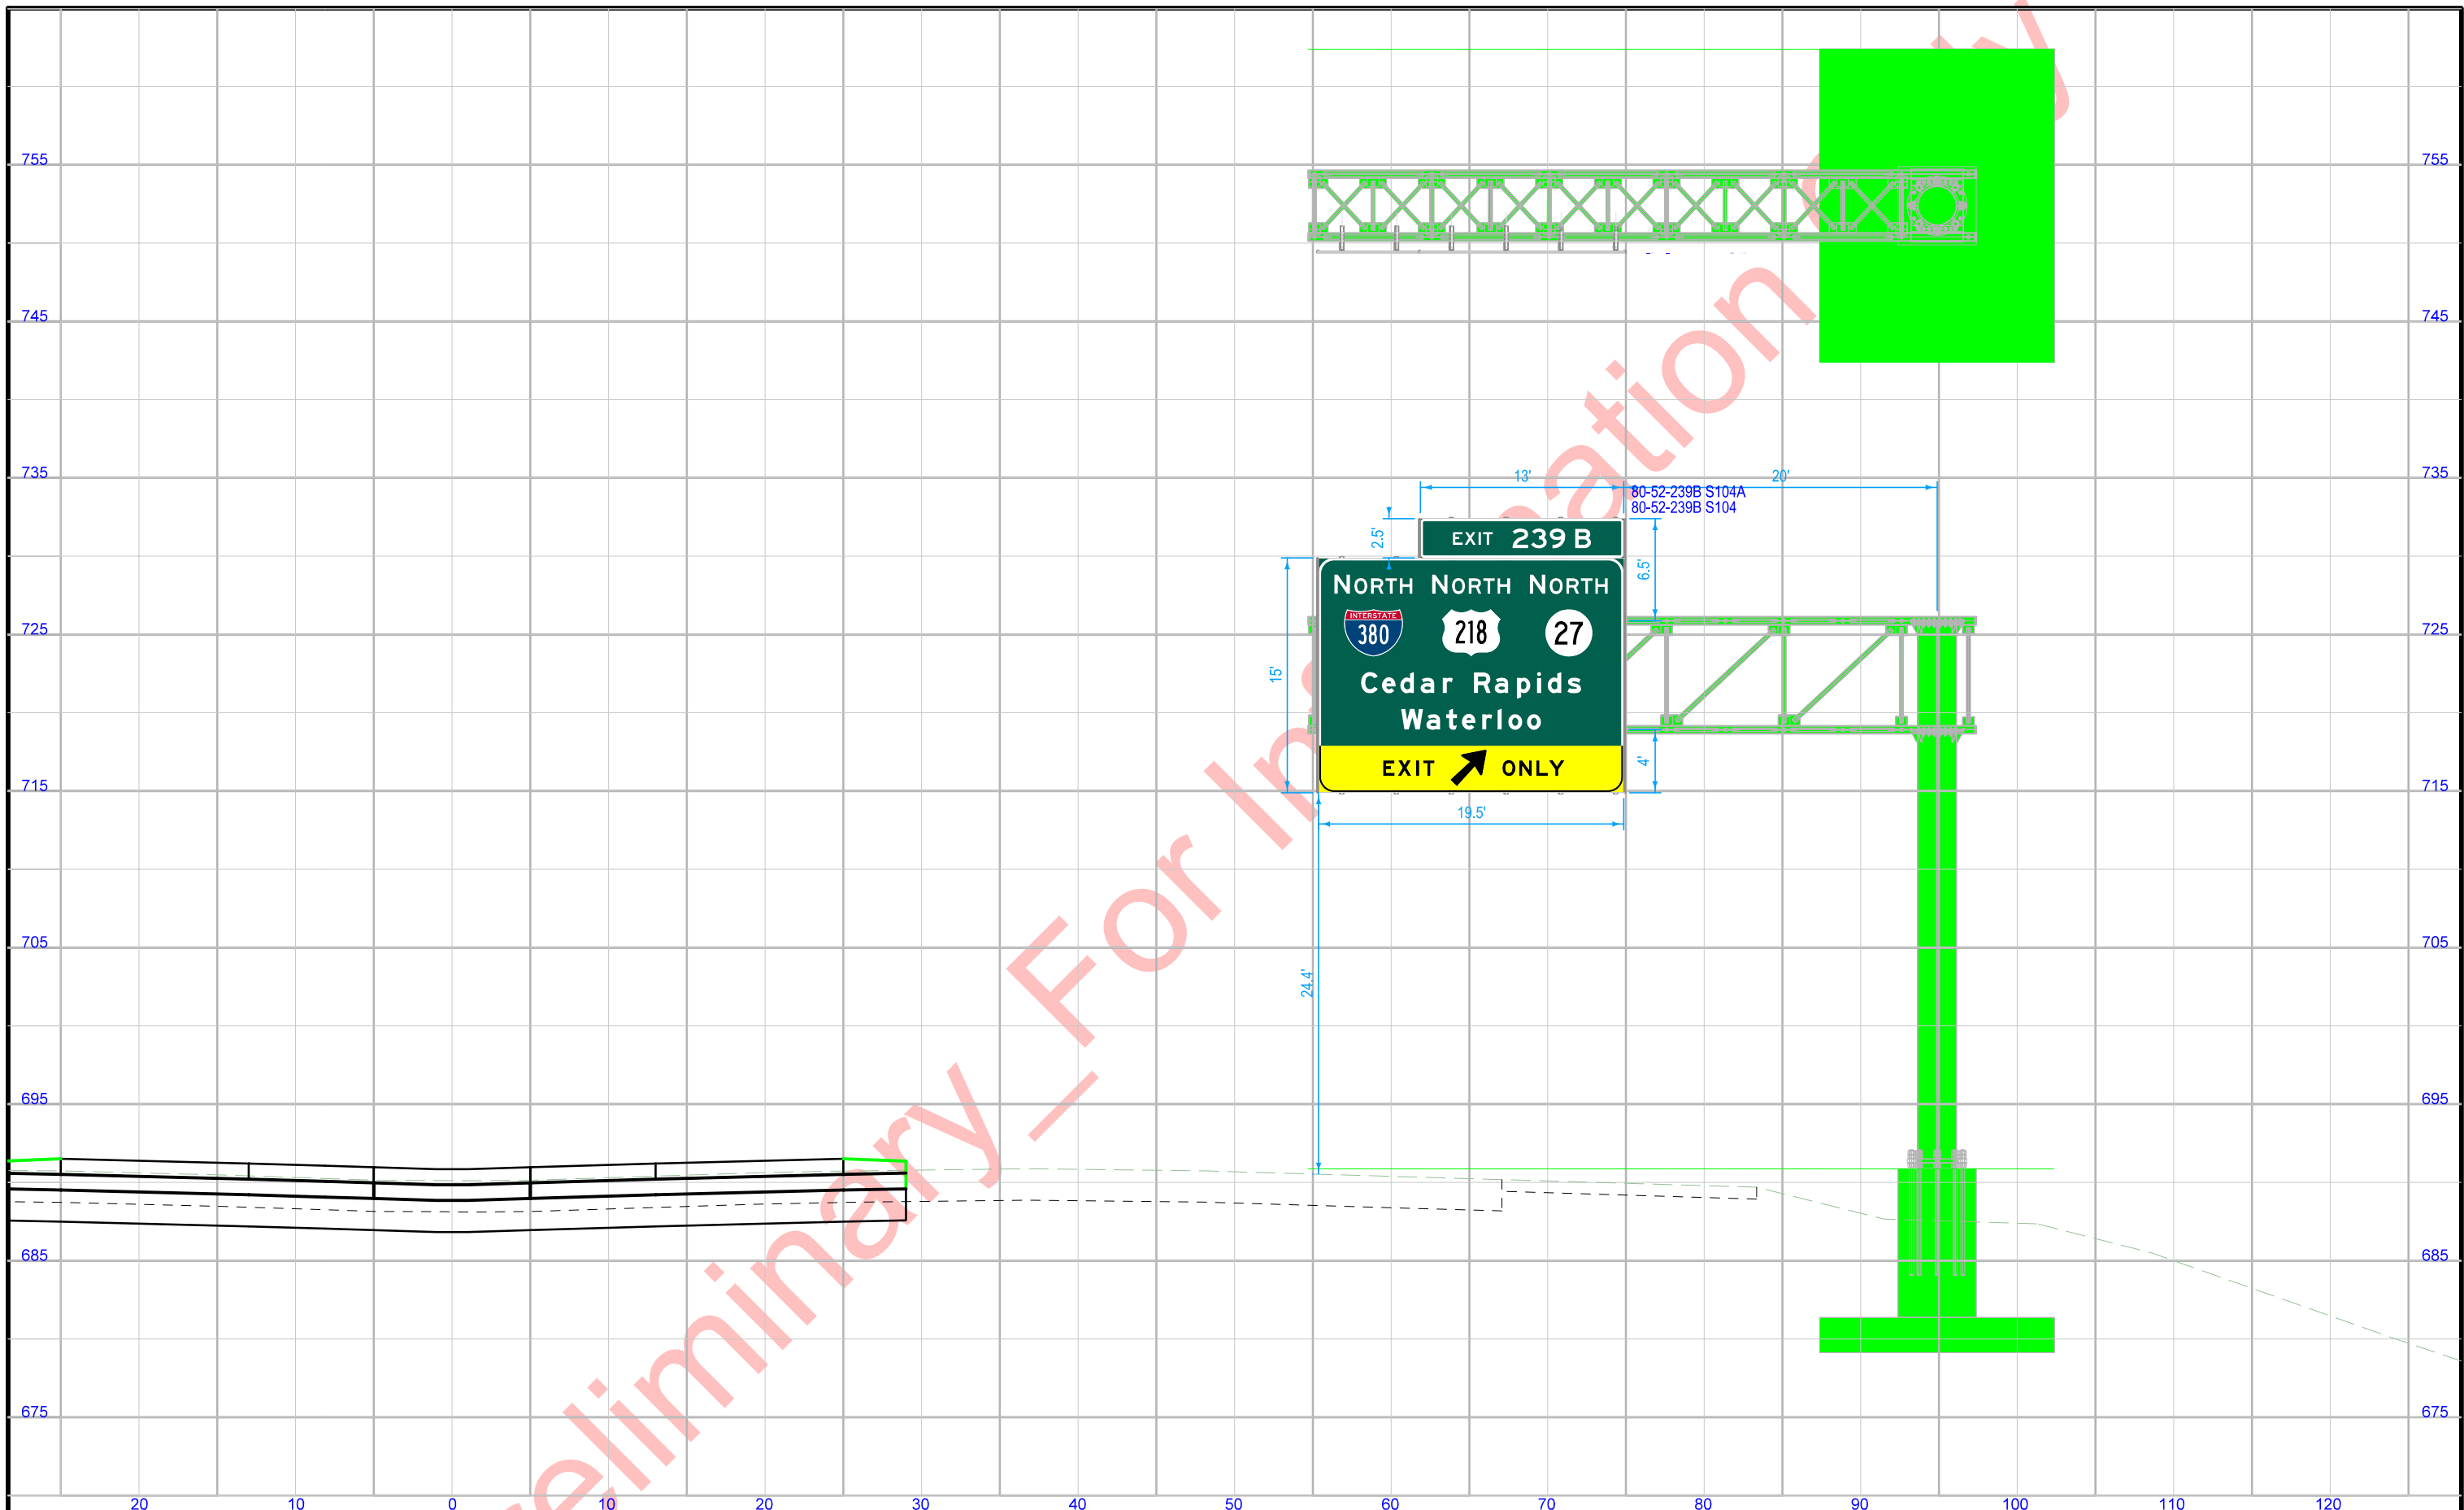 755 755
745 745
735 13' 20' 735
80-52-239B S104A
80-52-239B S104
2.5' EXIT 239 B 6.5'
NORTH NORTH NORTH
725 INTERSTATE 725
380 218 27
15' Cedar Rapids
Waterloo
EXIT ONLY 4'
715 715
19.5'
705 705
24.4'
695 695
685 685
675 675
20 10 0 10 20 30 40 50 60 70 80 90 100 110 120
reliminary_For In mation